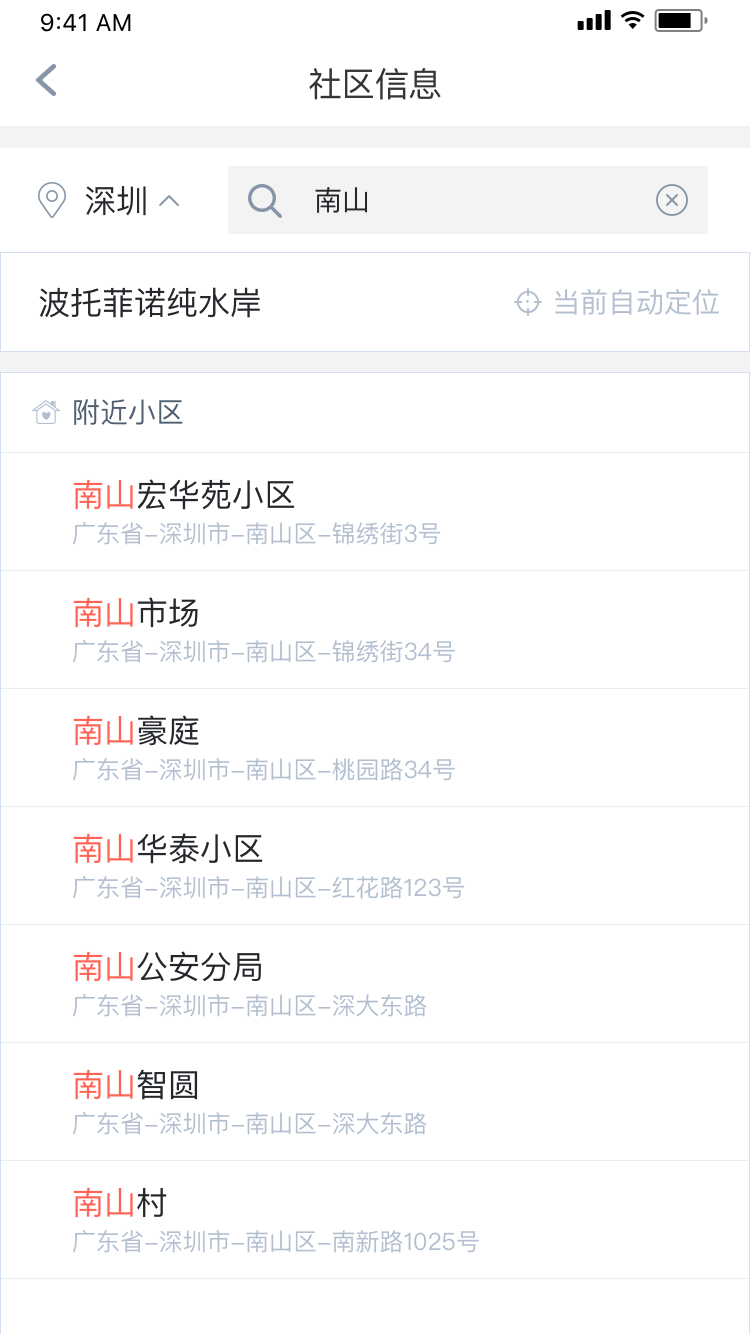 9:41 AM
社区信息
深圳
南山
波托菲诺纯水岸
当前自动定位
附近小区
南山宏华苑小区
广东省–深圳市–南山区–锦绣街3号
南山市场
广东省–深圳市–南山区–锦绣街34号
南山豪庭
广东省–深圳市–南山区–桃园路34号
南山华泰小区
广东省–深圳市–南山区–红花路123号
南山公安分局
广东省–深圳市–南山区–深大东路
南山智圆
广东省–深圳市–南山区–深大东路
南山村
广东省–深圳市–南山区–南新路1025号